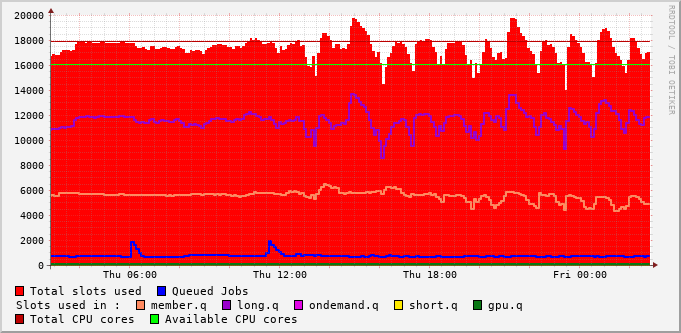 RRDTOOL / TOBI OETIKER
20000
18000
16000
14000
12000
10000
8000
6000
4000
2000
0
Thu 06:00 Thu 12:00 Thu 18:00 Fri 00:00
Total slots used Queued Jobs
Slots used in : member.q long.q ondemand.q short.q gpu.q
Total CPU cores Available CPU cores